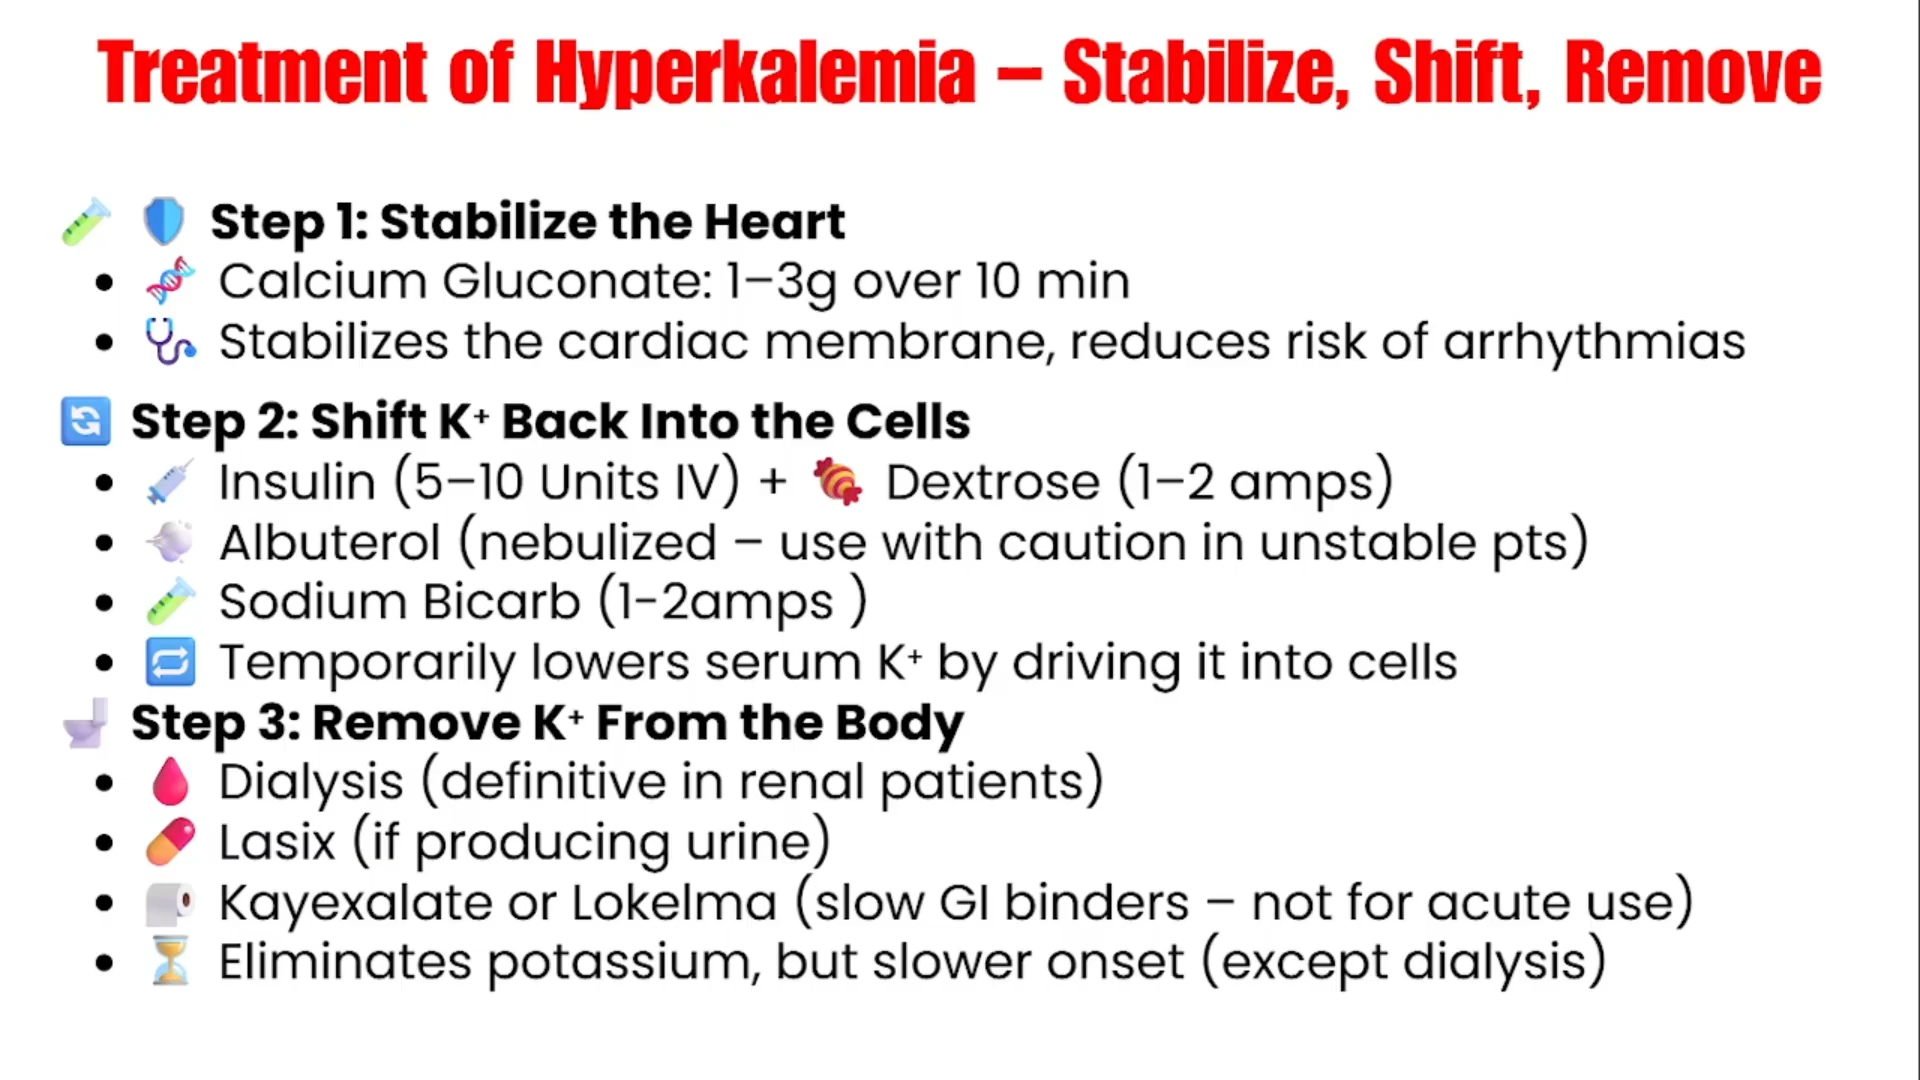 Treatment of Hyperkalemia – Stabilize, Shift, Remove
Step 1: Stabilize the Heart
• Calcium Gluconate: 1–3g over 10 min
• Stabilizes the cardiac membrane, reduces risk of arrhythmias
Step 2: Shift K⁺ Back Into the Cells
• Insulin (5–10 Units IV) + Dextrose (1–2 amps)
• Albuterol (nebulized – use with caution in unstable pts)
• Sodium Bicarb (1-2amps )
• Temporarily lowers serum K⁺ by driving it into cells
Step 3: Remove K⁺ From the Body
• Dialysis (definitive in renal patients)
• Lasix (if producing urine)
• Kayexalate or Lokelma (slow GI binders – not for acute use)
• Eliminates potassium, but slower onset (except dialysis)